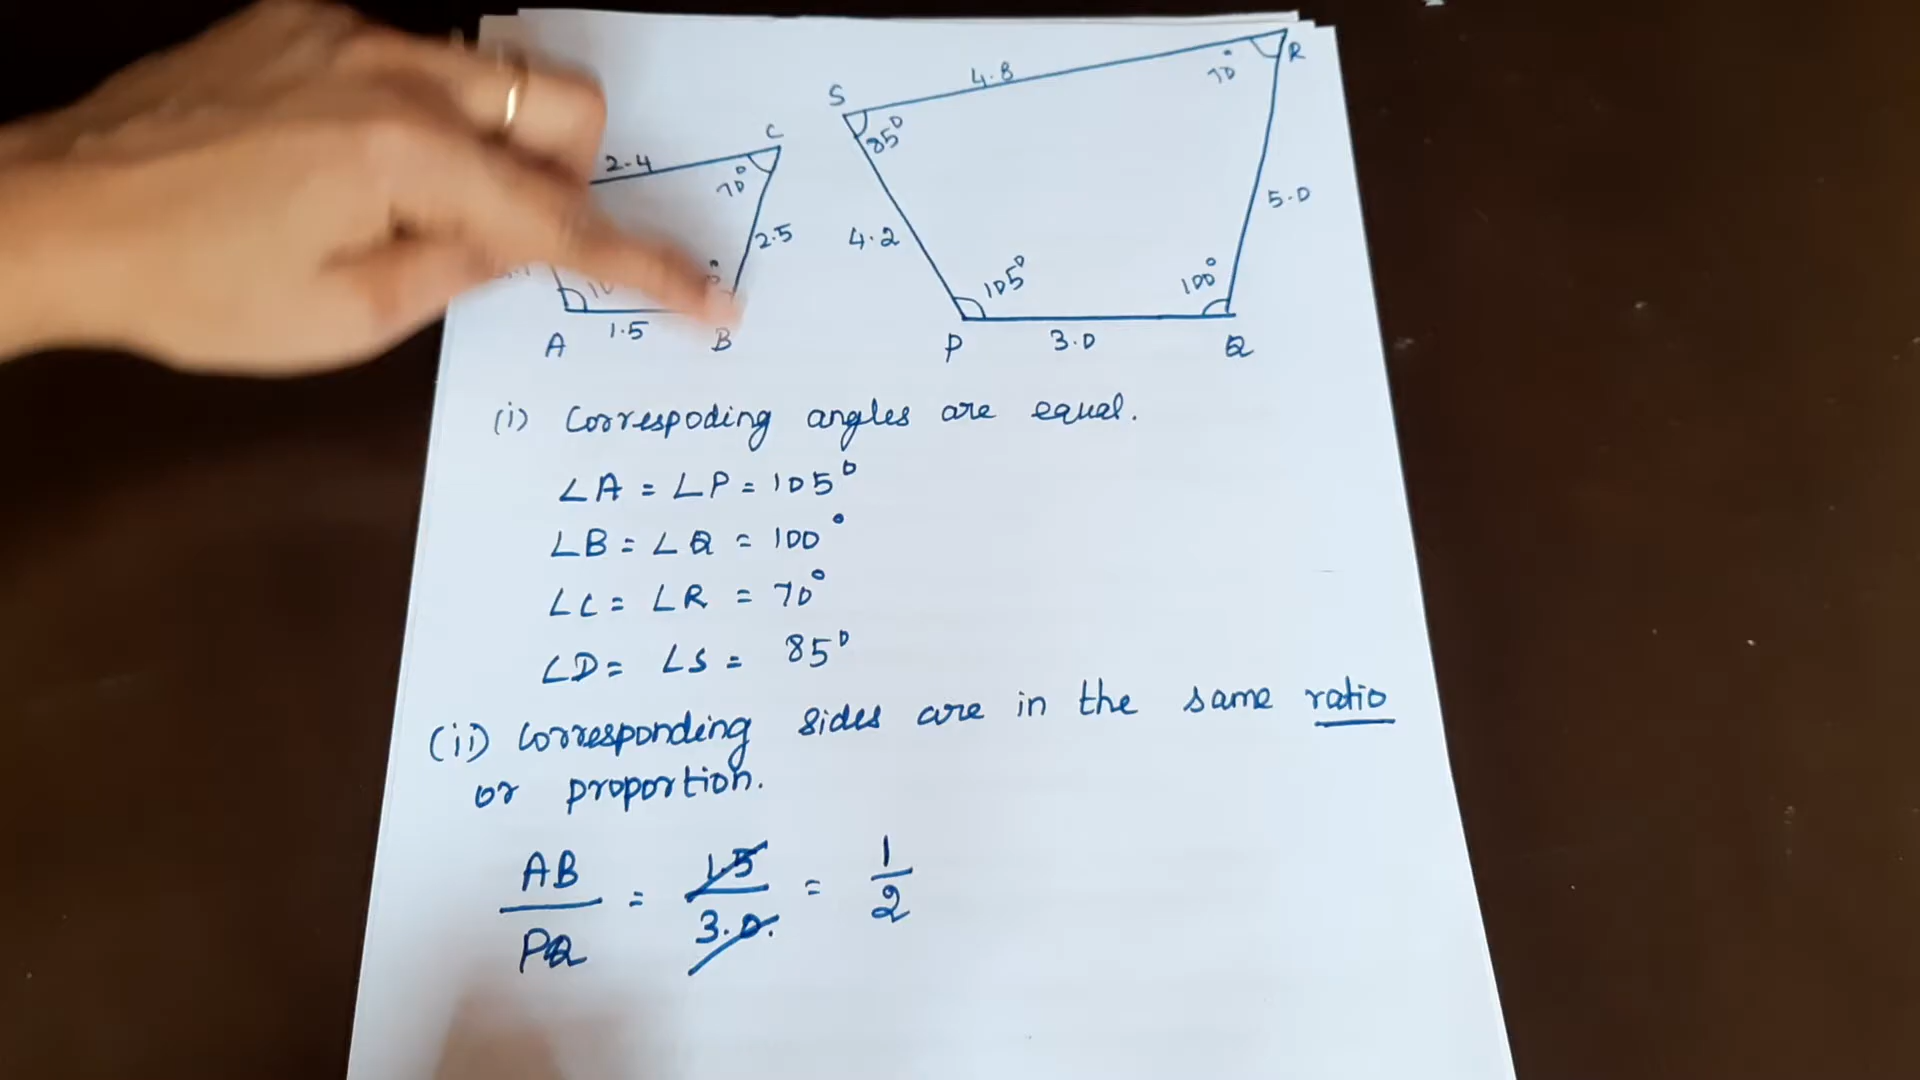 S 4.8 70° R
85°
C
2.4
70°
2.5
4.2
5.0
105°
100°
A 1.5 B
P 3.0 Q
(i) Correspoding angles are equal.
∠A = ∠P = 105°
∠B = ∠Q = 100°
∠C = ∠R = 70°
∠D = ∠S = 85°
(ii) Corresponding sides are in the same ratio
or proportion.
AB/PQ = 1.5/3.0 = 1/2